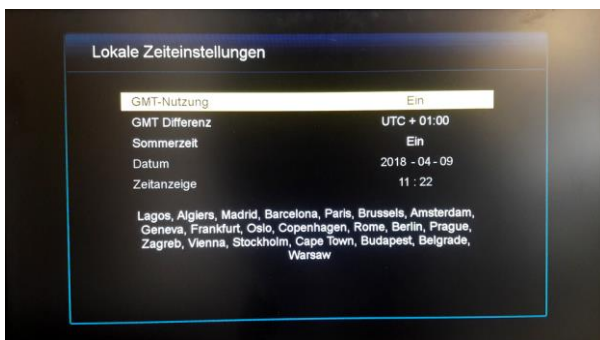 Lokale Zeiteinstellungen
GMT-Nutzung Ein
GMT Differenz UTC + 01:00
Sommerzeit Ein
Datum 2018 - 04 - 09
Zeitanzeige 11 : 22
Lagos, Algiers, Madrid, Barcelona, Paris, Brussels, Amsterdam,
Geneva, Frankfurt, Oslo, Copenhagen, Rome, Berlin, Prague,
Zagreb, Vienna, Stockholm, Cape Town, Budapest, Belgrade,
Warsaw